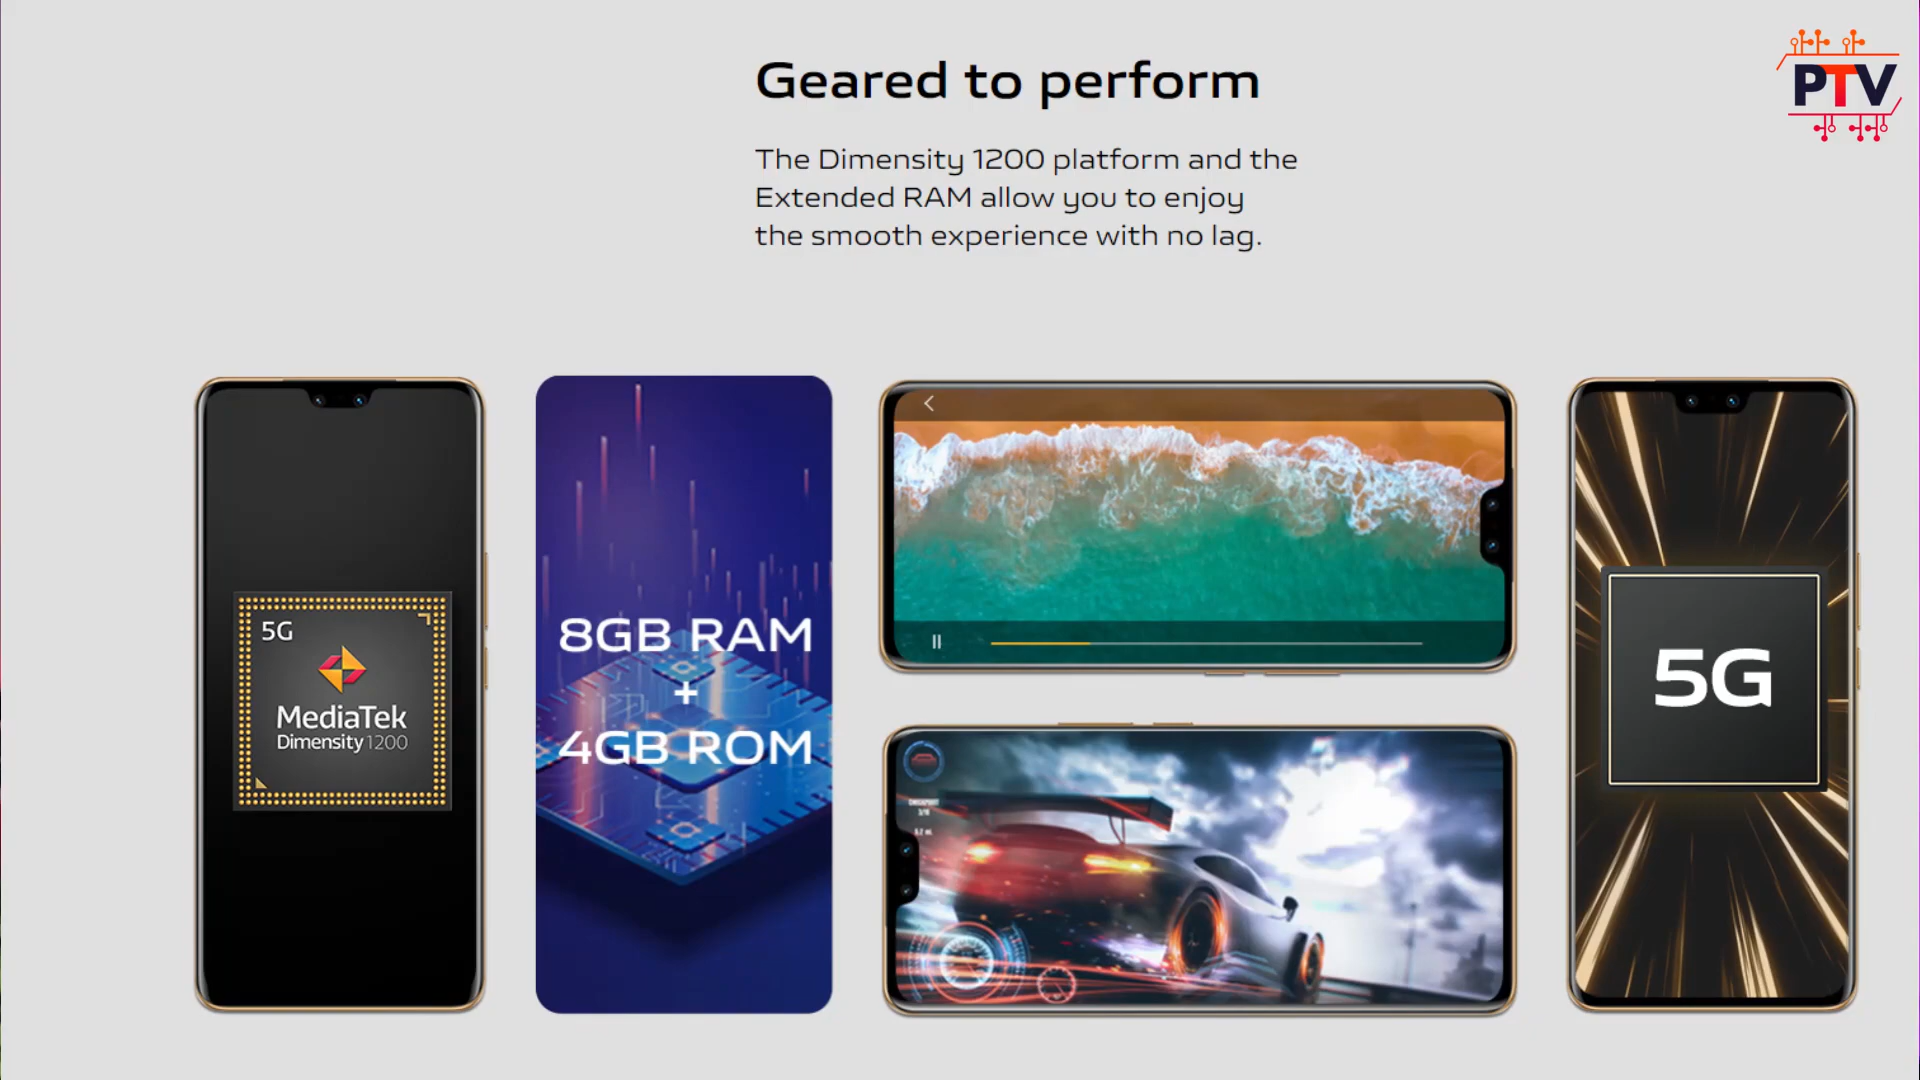 PTV
Geared to perform
The Dimensity 1200 platform and the
Extended RAM allow you to enjoy
the smooth experience with no lag.
5G
MediaTek
Dimensity 1200
8GB RAM
+
4GB ROM
5G